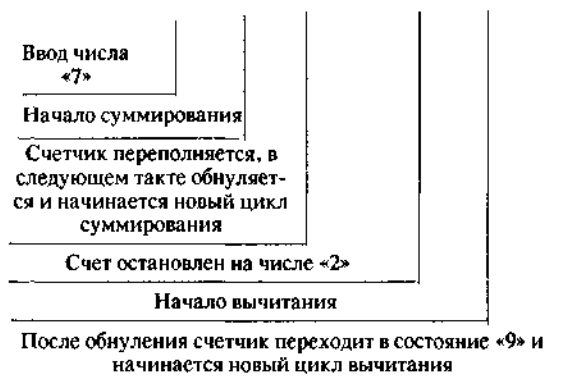 Ввод числа
«7»
Начало суммирования
Счетчик переполняется, в
следующем такте обнуляет-
ся и начинается новый цикл
суммирования
Счет остановлен на числе «2»
Начало вычитания
После обнуления счетчик переходит в состояние «9» и
начинается новый цикл вычитания